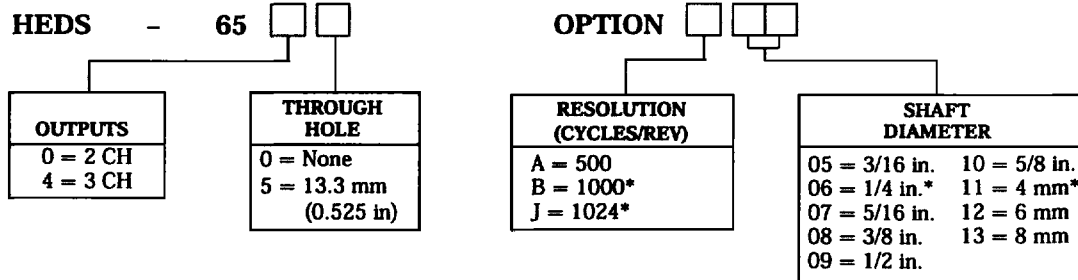 HEDS – 65
OPTION
OUTPUTS
0 = 2 CH
4 = 3 CH
THROUGH
HOLE
0 = None
5 = 13.3 mm
(0.525 in)
RESOLUTION
(CYCLES/REV)
A = 500
B = 1000*
J = 1024*
SHAFT
DIAMETER
05 = 3/16 in. 10 = 5/8 in.
06 = 1/4 in.* 11 = 4 mm*
07 = 5/16 in. 12 = 6 mm
08 = 3/8 in. 13 = 8 mm
09 = 1/2 in.